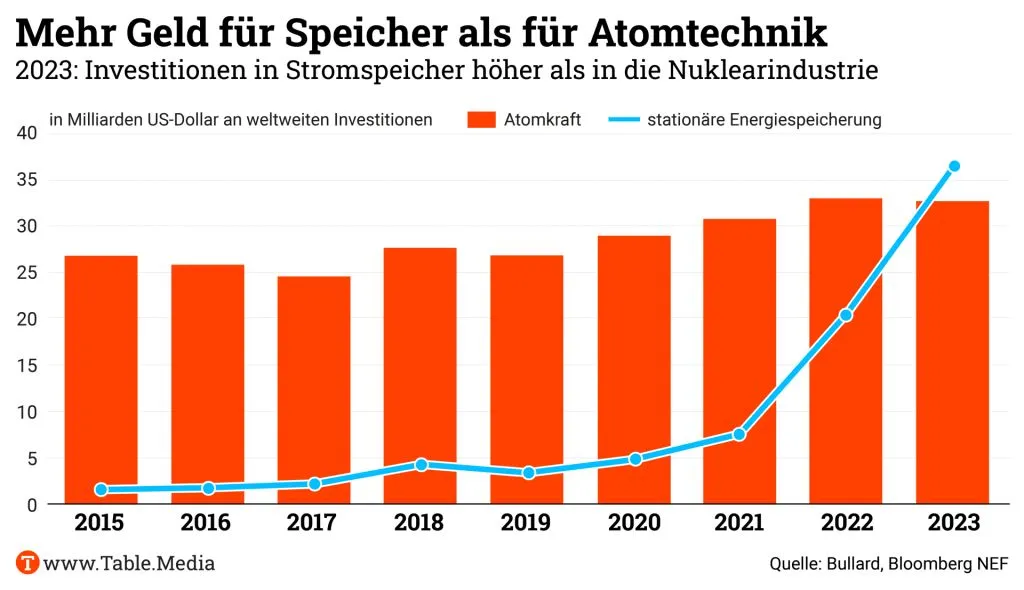 Mehr Geld für Speicher als für Atomtechnik
2023: Investitionen in Stromspeicher höher als in die Nuklearindustrie
in Milliarden US-Dollar an weltweiten Investitionen Atomkraft stationäre Energiespeicherung
40
35
30
25
20
15
10
5
0
2015 2016 2017 2018 2019 2020 2021 2022 2023
T www.Table.Media Quelle: Bullard, Bloomberg NEF